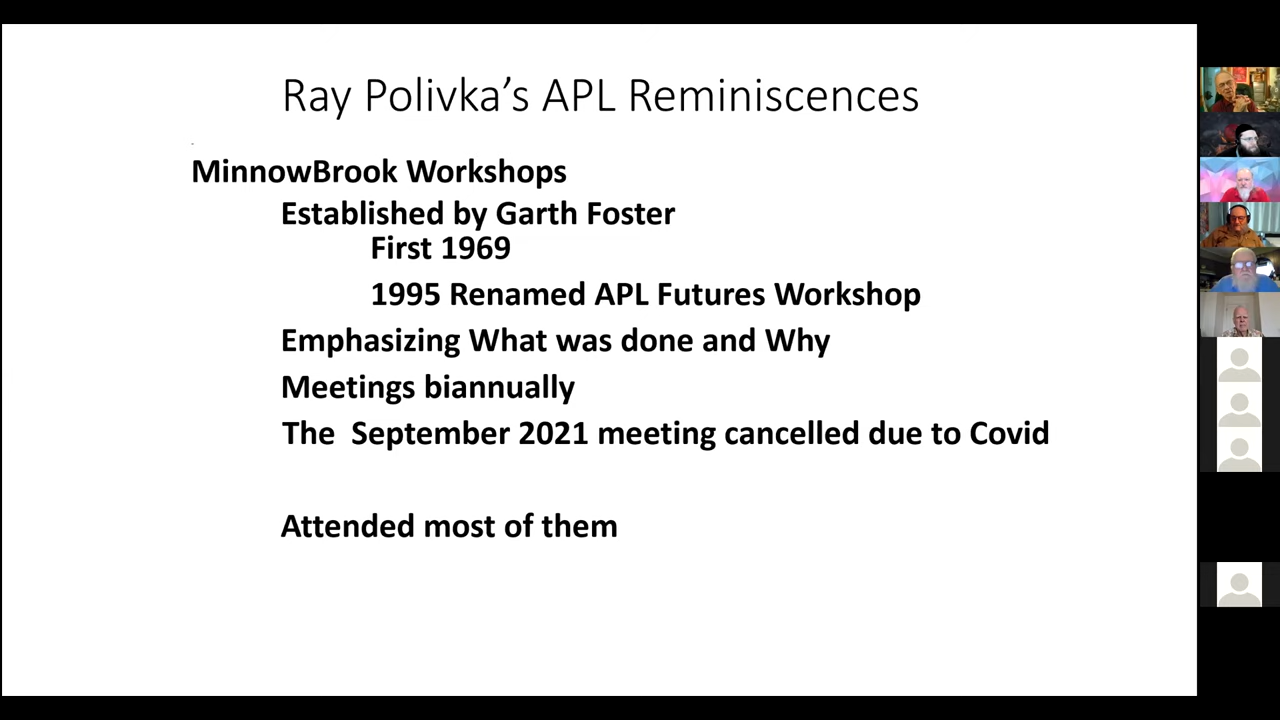 Ray Polivka’s APL Reminiscences
MinnowBrook Workshops
Established by Garth Foster
First 1969
1995 Renamed APL Futures Workshop
Emphasizing What was done and Why
Meetings biannually
The  September 2021 meeting cancelled due to Covid
Attended most of them